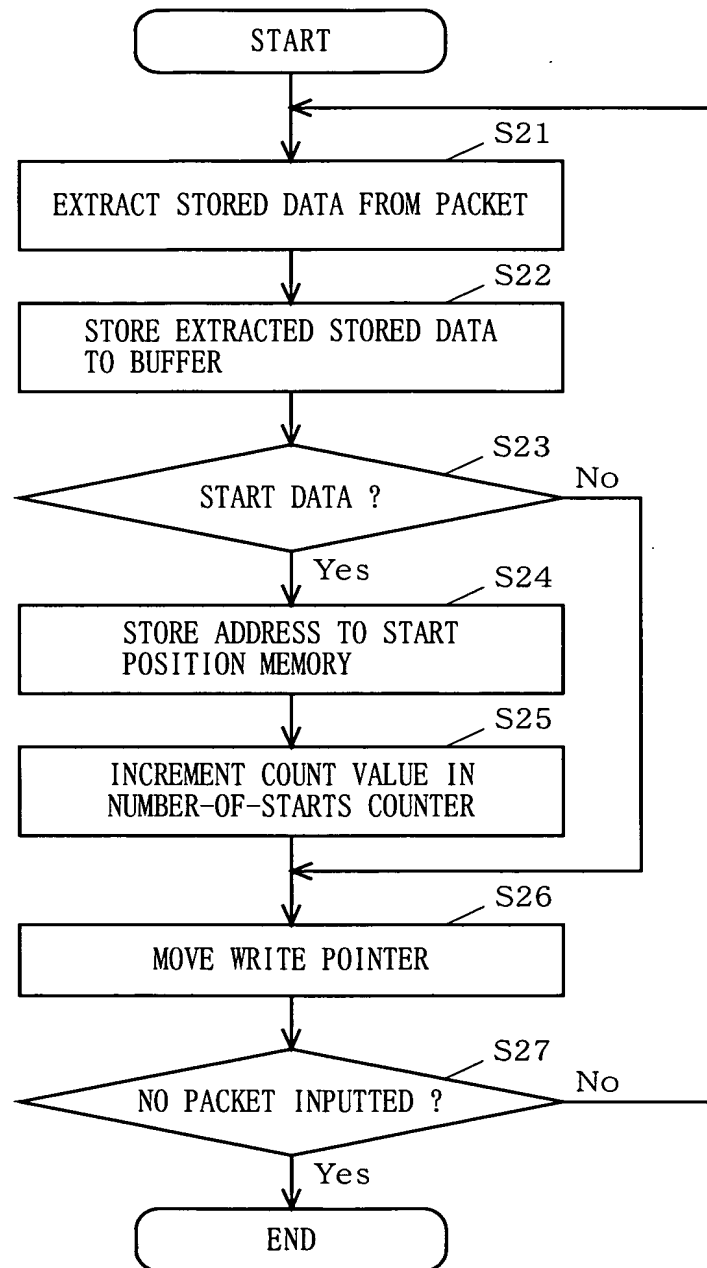 START
S21
EXTRACT STORED DATA FROM PACKET
S22
STORE EXTRACTED STORED DATA
TO BUFFER
S23
START DATA ?
No
Yes
S24
STORE ADDRESS TO START
POSITION MEMORY
S25
INCREMENT COUNT VALUE IN
NUMBER-OF-STARTS COUNTER
S26
MOVE WRITE POINTER
S27
NO PACKET INPUTTED ?
No
Yes
END